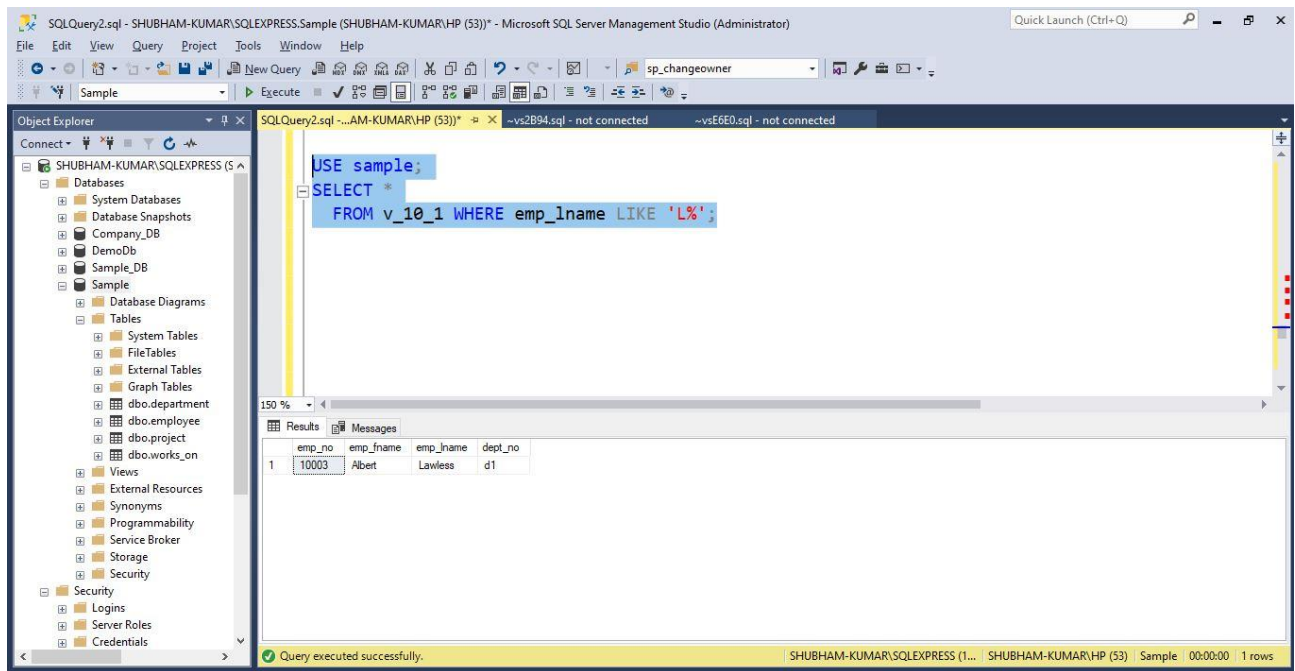 SQLQuery2.sql - SHUBHAM-KUMAR\SQLEXPRESS.Sample (SHUBHAM-KUMAR\HP (53))* - Microsoft SQL Server Management Studio (Administrator)
Quick Launch (Ctrl+Q)
File Edit View Query Project Tools Window Help
New Query MDX DMX XMLA DAX sp_changeowner
Sample Execute
Object Explorer
SQLQuery2.sql -...AM-KUMAR\HP (53))* ~vs2B94.sql - not connected ~vsE6E0.sql - not connected
Connect
SHUBHAM-KUMAR\SQLEXPRESS (S
Databases
System Databases
Database Snapshots
Company_DB
DemoDb
Sample_DB
Sample
Database Diagrams
Tables
System Tables
FileTables
External Tables
Graph Tables
dbo.department
dbo.employee
dbo.project
dbo.works_on
Views
External Resources
Synonyms
Programmability
Service Broker
Storage
Security
Security
Logins
Server Roles
Credentials
USE sample;
SELECT *
FROM v_10_1 WHERE emp_lname LIKE 'L%';
150 %
Results Messages
emp_no emp_fname emp_lname dept_no
1 10003 Albert Lawless d1
Query executed successfully.
SHUBHAM-KUMAR\SQLEXPRESS (1... SHUBHAM-KUMAR\HP (53) Sample 00:00:00 1 rows